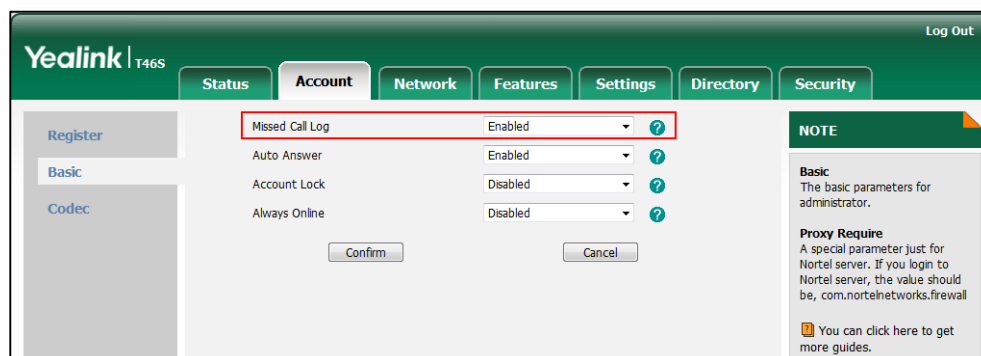 Log Out
Yealink T46S
Status Account Network Features Settings Directory Security
Register
Basic
Codec
Missed Call Log Enabled ?
Auto Answer Enabled ?
Account Lock Disabled ?
Always Online Disabled ?
Confirm Cancel
NOTE
Basic
The basic parameters for
administrator.
Proxy Require
A special parameter just for
Nortel server. If you login to
Nortel server, the value should
be, com.nortelnetworks.firewall
? You can click here to get
more guides.